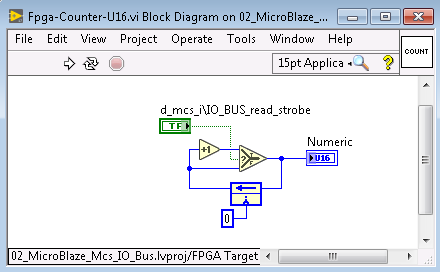 Fpga-Counter-U16.vi Block Diagram on 02_MicroBlaze_...
File Edit View Project Operate Tools Window Help
15pt Applica
?
COUNT
d_mcs_i\IO_BUS_read_strobe
TF
Numeric
+1
?
U16
0
02_MicroBlaze_Mcs_IO_Bus.lvproj/FPGA Target